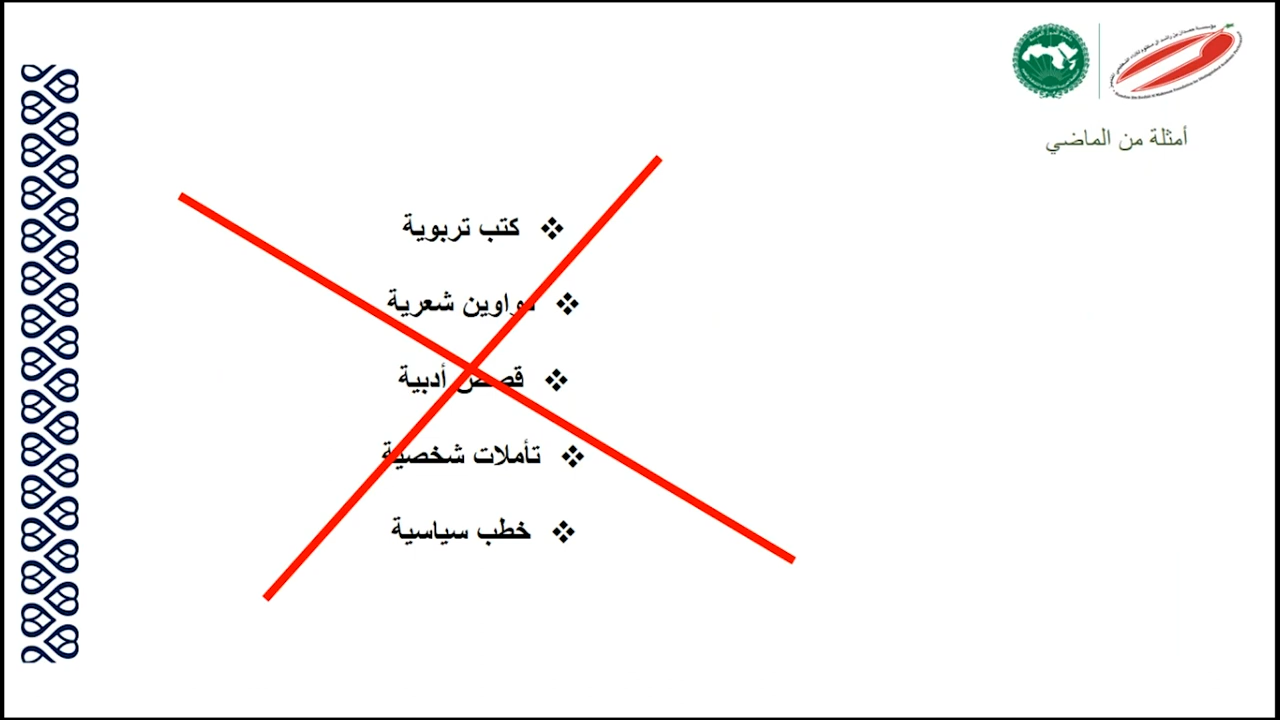 أمثلة من الماضي
كتب تربوية
دواوين شعرية
قصص أدبية
تأملات شخصية
خطب سياسية